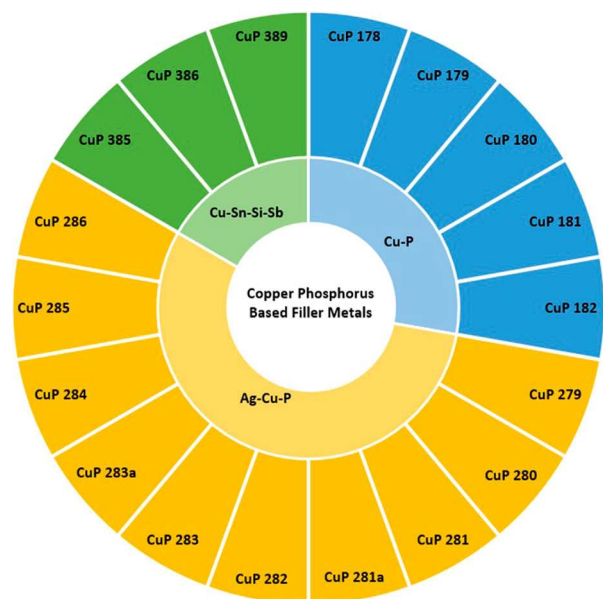 CuP 389
CuP 178
CuP 386
CuP 179
CuP 385
CuP 180
CuP 286
Cu-Sn-Si-Sb
CuP 181
Cu-P
CuP 285
Copper Phosphorus
Based Filler Metals
CuP 182
CuP 284
Ag-Cu-P
CuP 279
CuP 283a
CuP 280
CuP 283
CuP 281
CuP 282
CuP 281a